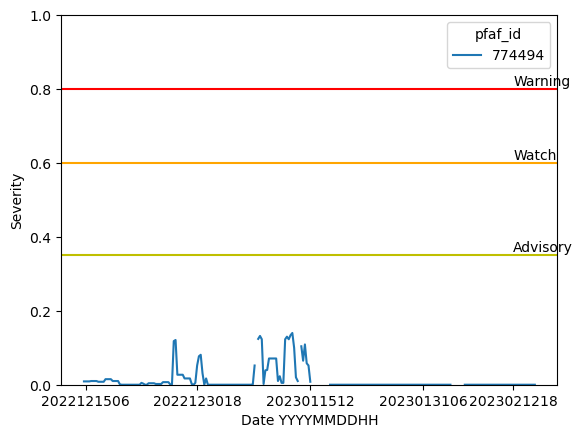 1.0
0.8
0.6
0.4
0.2
0.0
Severity
pfaf_id
774494
Warning
Watch
Advisory
2022121506
2022123018
2023011512
2023013106
2023021218
Date YYYYMMDDHH